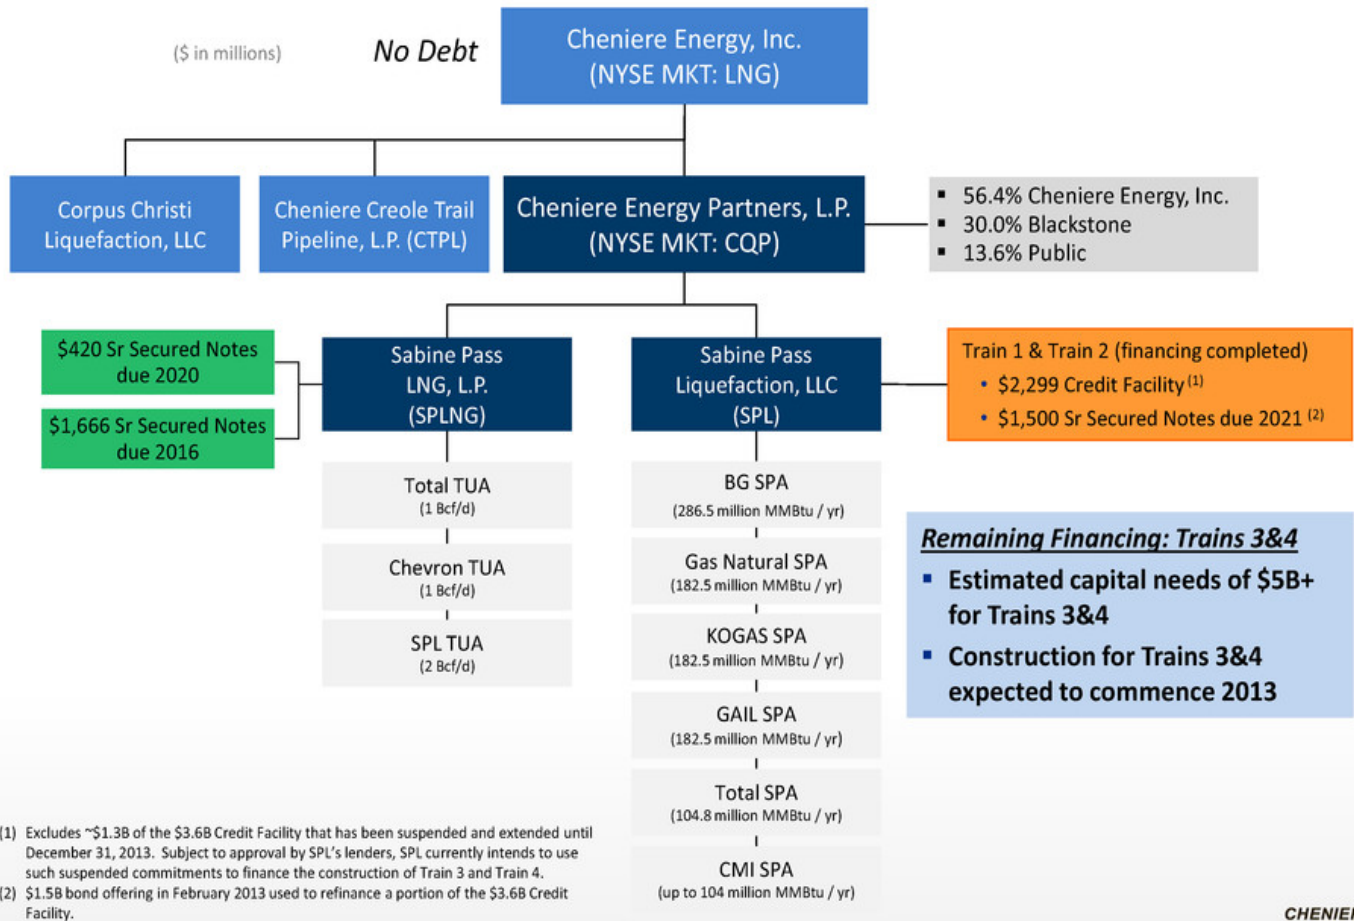 ($ in millions)
No Debt
Cheniere Energy, Inc.
(NYSE MKT: LNG)
Corpus Christi
Liquefaction, LLC
Cheniere Creole Trail
Pipeline, L.P. (CTPL)
Cheniere Energy Partners, L.P.
(NYSE MKT: CQP)
▪ 56.4% Cheniere Energy, Inc.
▪ 30.0% Blackstone
▪ 13.6% Public
$420 Sr Secured Notes
due 2020
$1,666 Sr Secured Notes
due 2016
Sabine Pass
LNG, L.P.
(SPLNG)
Sabine Pass
Liquefaction, LLC
(SPL)
Train 1 & Train 2 (financing completed)
• $2,299 Credit Facility (1)
• $1,500 Sr Secured Notes due 2021 (2)
Total TUA
(1 Bcf/d)
Chevron TUA
(1 Bcf/d)
SPL TUA
(2 Bcf/d)
BG SPA
(286.5 million MMBtu / yr)
Gas Natural SPA
(182.5 million MMBtu / yr)
KOGAS SPA
(182.5 million MMBtu / yr)
GAIL SPA
(182.5 million MMBtu / yr)
Total SPA
(104.8 million MMBtu / yr)
CMI SPA
(up to 104 million MMBtu / yr)
Remaining Financing: Trains 3&4
▪ Estimated capital needs of $5B+
for Trains 3&4
▪ Construction for Trains 3&4
expected to commence 2013
(1) Excludes ~$1.3B of the $3.6B Credit Facility that has been suspended and extended until
December 31, 2013. Subject to approval by SPL's lenders, SPL currently intends to use
such suspended commitments to finance the construction of Train 3 and Train 4.
(2) $1.5B bond offering in February 2013 used to refinance a portion of the $3.6B Credit
Facility.